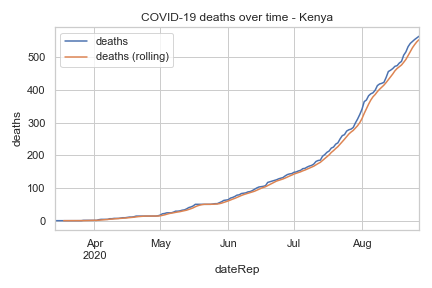 COVID-19 deaths over time - Kenya
deaths
deaths (rolling)
500
400
300
200
100
0
deaths
Apr
2020
May
Jun
Jul
Aug
dateRep